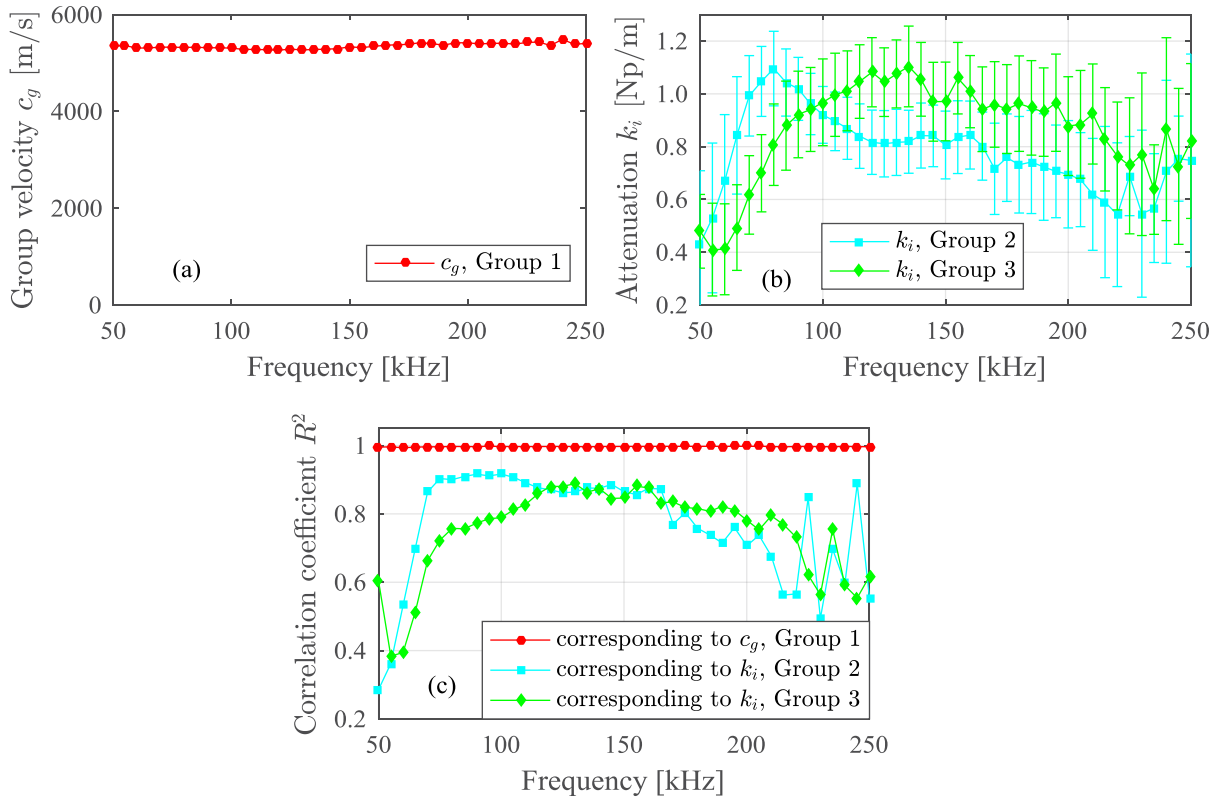 6000
4000
2000
0
Group velocity c_g [m/s]
(a)
c_g, Group 1
50 100 150 200 250
Frequency [kHz]
1.2
1.0
0.8
0.6
0.4
0.2
Attenuation k_i [Np/m]
(b)
k_i, Group 2
k_i, Group 3
50 100 150 200 250
Frequency [kHz]
1
0.8
0.6
0.4
0.2
Correlation coefficient R²
(c)
corresponding to c_g, Group 1
corresponding to k_i, Group 2
corresponding to k_i, Group 3
50 100 150 200 250
Frequency [kHz]